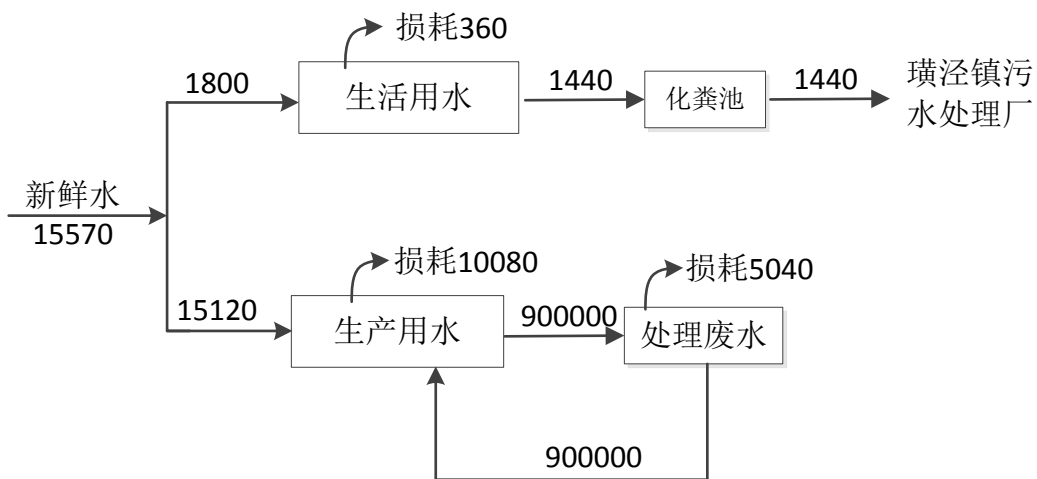 损耗360
1800
生活用水
1440
化粪池
1440
璜泾镇污
水处理厂
新鲜水
15570
损耗10080
损耗5040
15120
生产用水
900000
处理废水
900000